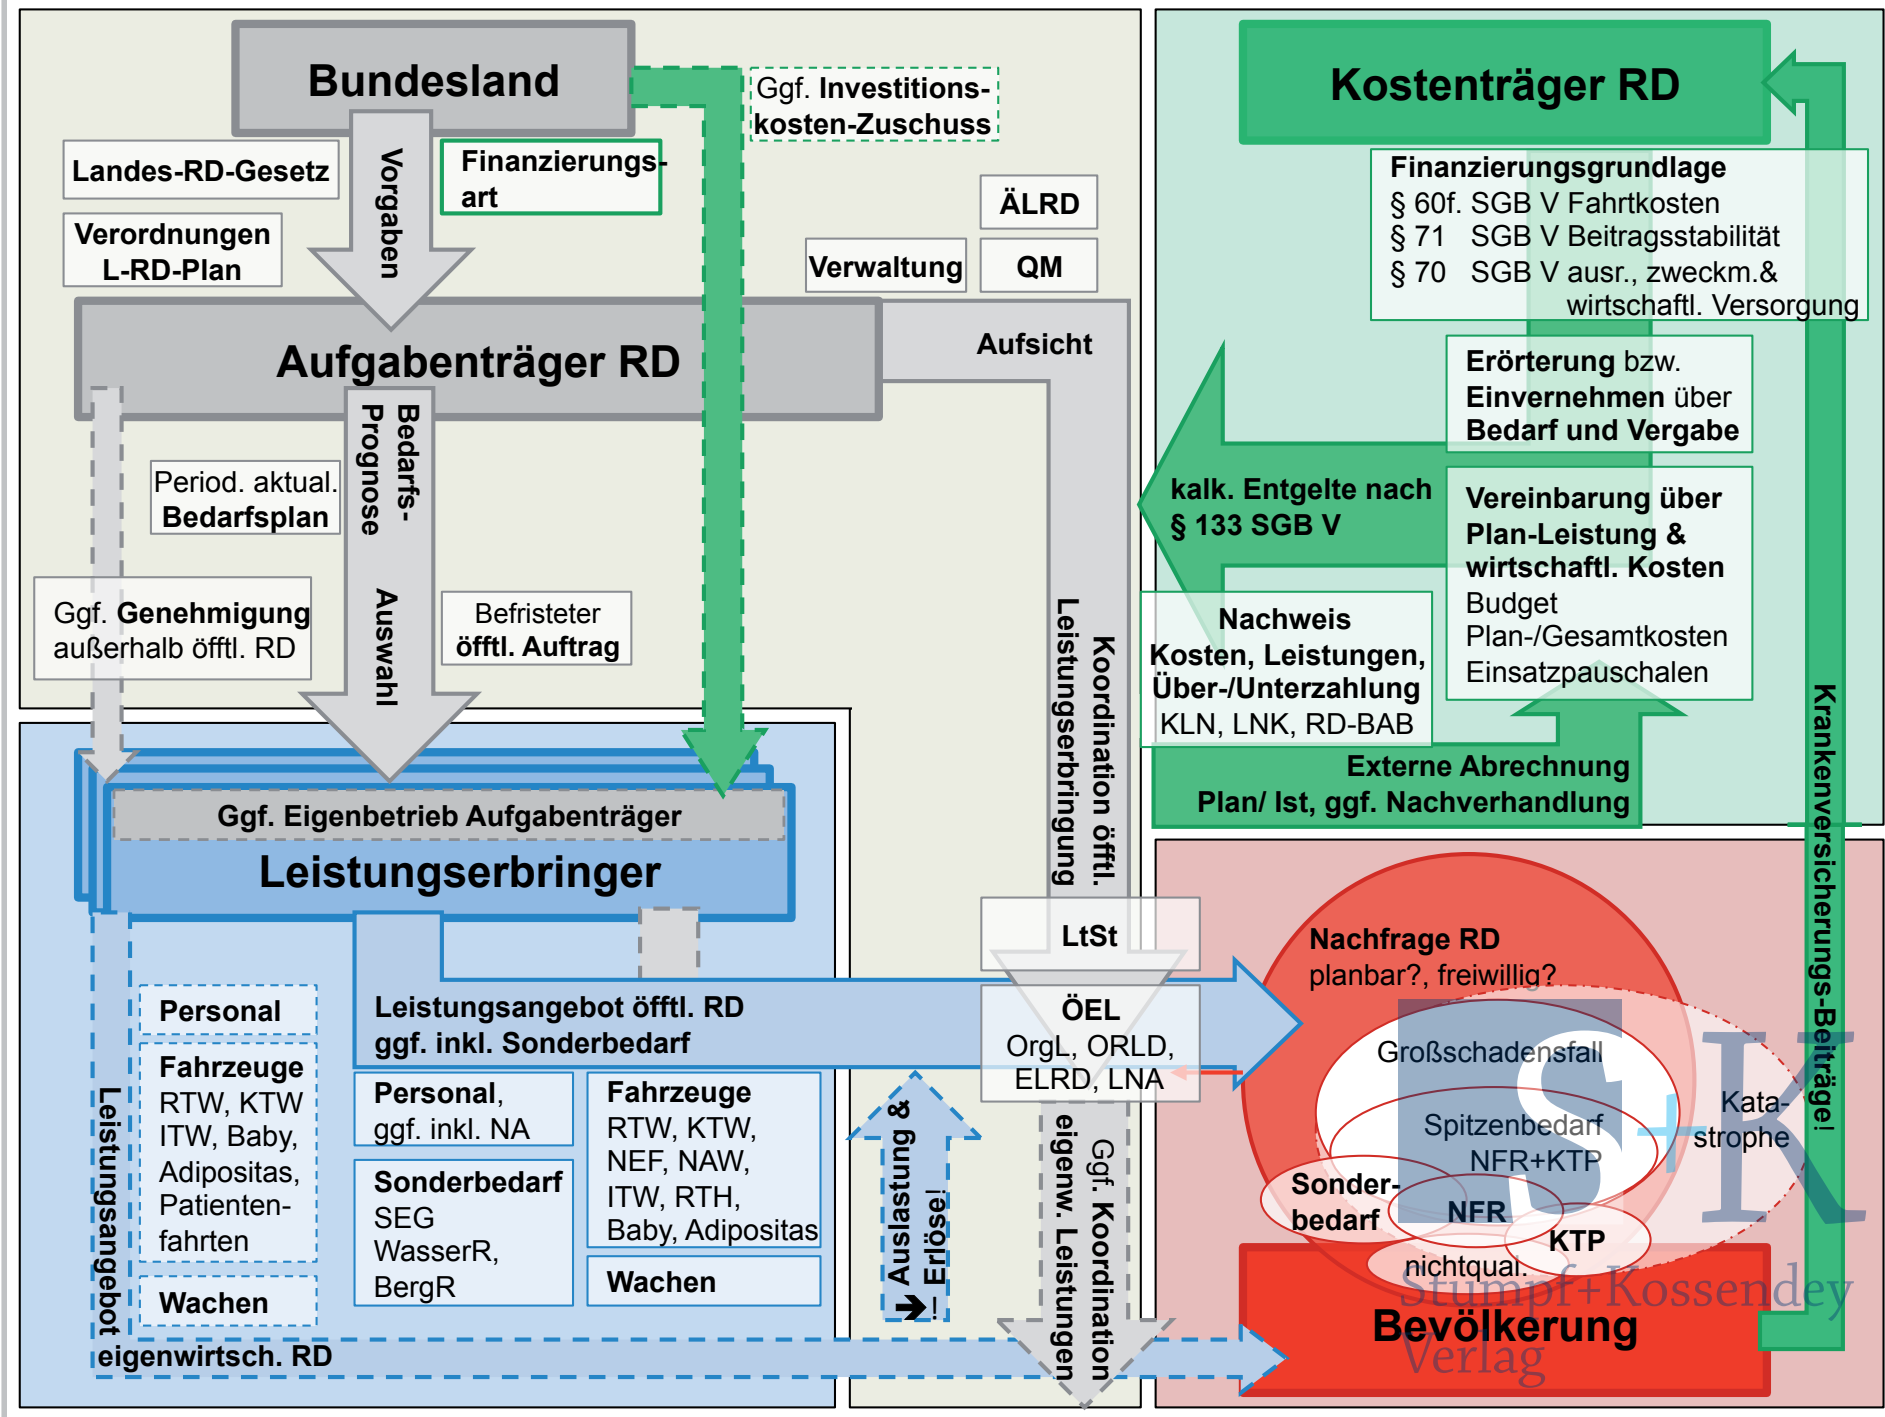 Bundesland
Ggf. Investitions-
kosten-Zuschuss
Landes-RD-Gesetz
Verordnungen
L-RD-Plan
Vorgaben
Finanzierungs-
art
ÄLRD
Verwaltung
QM
Aufgabenträger RD
Aufsicht
Bedarfs-
Prognose
Auswahl
Period. aktual.
Bedarfsplan
Ggf. Genehmigung
außerhalb öfftl. RD
Befristeter
öfftl. Auftrag
Koordination öfftl.
Leistungserbringung
Kostenträger RD
Finanzierungsgrundlage
§ 60f. SGB V Fahrtkosten
§ 71 SGB V Beitragsstabilität
§ 70 SGB V ausr., zweckm.&
wirtschaftl. Versorgung
Erörterung bzw.
Einvernehmen über
Bedarf und Vergabe
kalk. Entgelte nach
§ 133 SGB V
Vereinbarung über
Plan-Leistung &
wirtschaftl. Kosten
Budget
Plan-/Gesamtkosten
Einsatzpauschalen
Nachweis
Kosten, Leistungen,
Über-/Unterzahlung
KLN, LNK, RD-BAB
Externe Abrechnung
Plan/ Ist, ggf. Nachverhandlung
Krankenversicherungs-Beiträge!
Ggf. Eigenbetrieb Aufgabenträger
Leistungserbringer
Leistungsangebot
eigenwirtsch. RD
Personal
Fahrzeuge
RTW, KTW
ITW, Baby,
Adipositas,
Patienten-
fahrten
Wachen
Leistungsangebot öfftl. RD
ggf. inkl. Sonderbedarf
Personal,
ggf. inkl. NA
Sonderbedarf
SEG
WasserR,
BergR
Fahrzeuge
RTW, KTW,
NEF, NAW,
ITW, RTH,
Baby, Adipositas
Wachen
➔ Auslastung &
! Erlöse!
LtSt
ÖEL
OrgL, ORLD,
ELRD, LNA
Ggf. Koordination
eigenw. Leistungen
Nachfrage RD
planbar?, freiwillig?
Großschadensfall
Spitzenbedarf
NFR+KTP
Kata-
strophe
Sonder-
bedarf
NFR
KTP
nichtqual.
Bevölkerung
S+K
Stumpf+Kossendey
Verlag